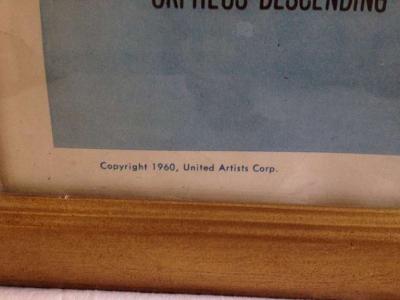 ORPHEUS DESCENDING
Copyright 1960, United Artists Corp.